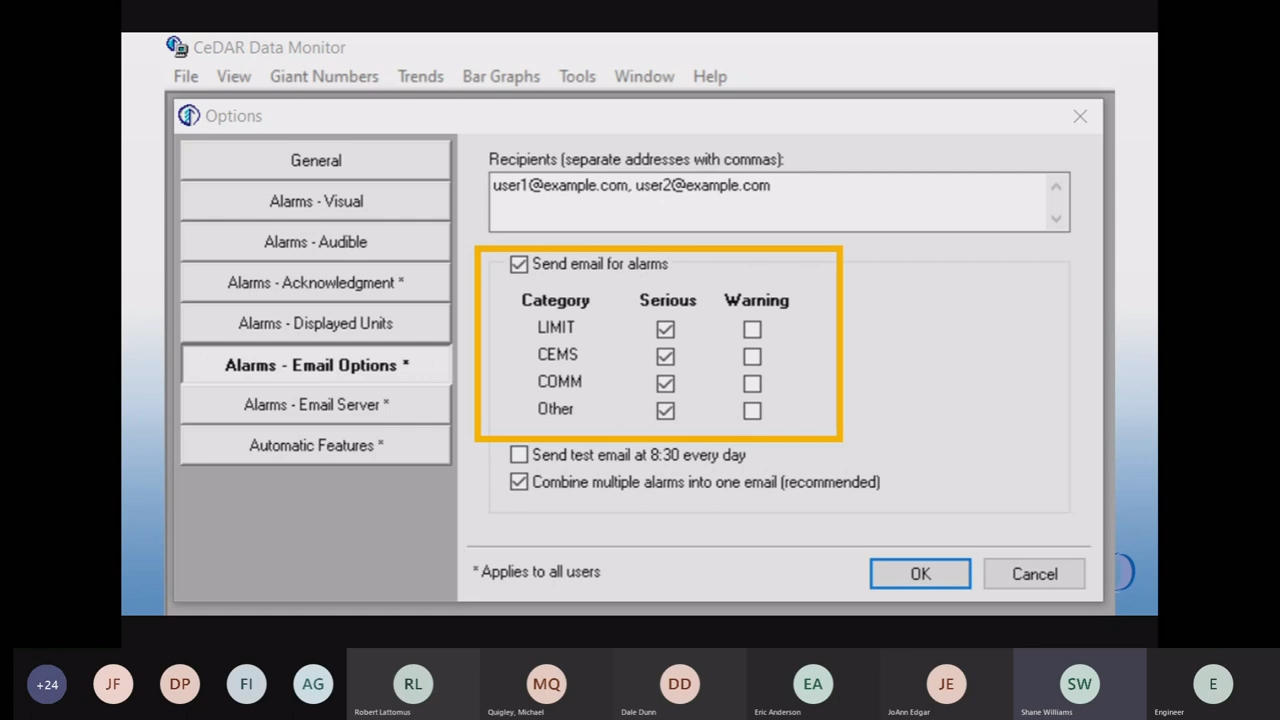 CeDAR Data Monitor
File View Giant Numbers Trends Bar Graphs Tools Window Help
Options
General
Alarms - Visual
Alarms - Audible
Alarms - Acknowledgment *
Alarms - Displayed Units
Alarms - Email Options *
Alarms - Email Server *
Automatic Features *
Recipients (separate addresses with commas):
user1@example.com, user2@example.com
Send email for alarms
Category Serious Warning
LIMIT
CEMS
COMM
Other
Send test email at 8:30 every day
Combine multiple alarms into one email (recommended)
* Applies to all users
OK Cancel
+24 JF DP FI AG RL MQ DD EA JE SW E
Robert Lattomus Quigley, Michael Dale Dunn Eric Anderson JoAnn Edgar Shane Williams Engineer